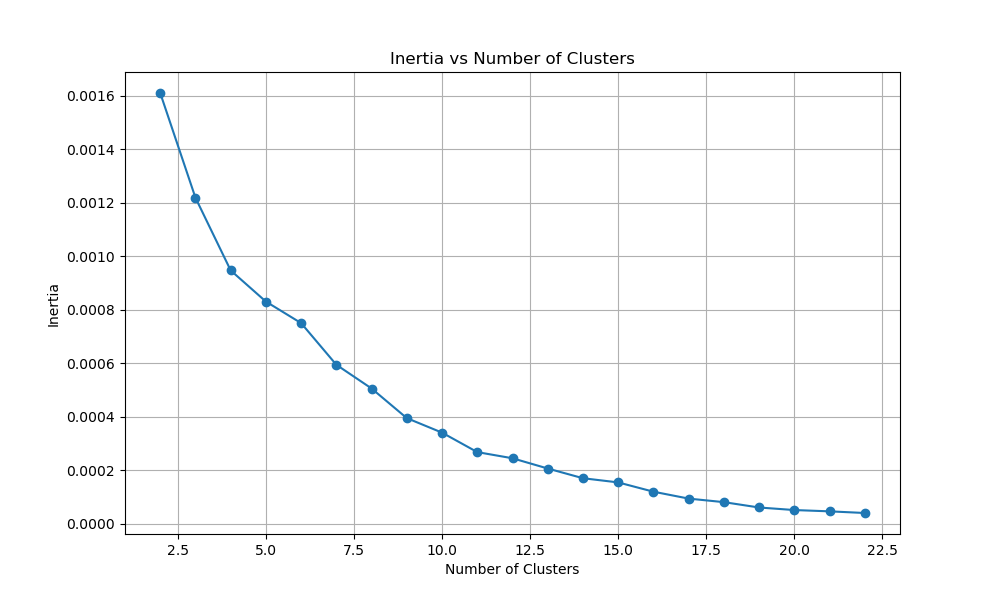 Inertia vs Number of Clusters
0.0016
0.0014
0.0012
0.0010
0.0008
0.0006
0.0004
0.0002
0.0000
Inertia
2.5 5.0 7.5 10.0 12.5 15.0 17.5 20.0 22.5
Number of Clusters